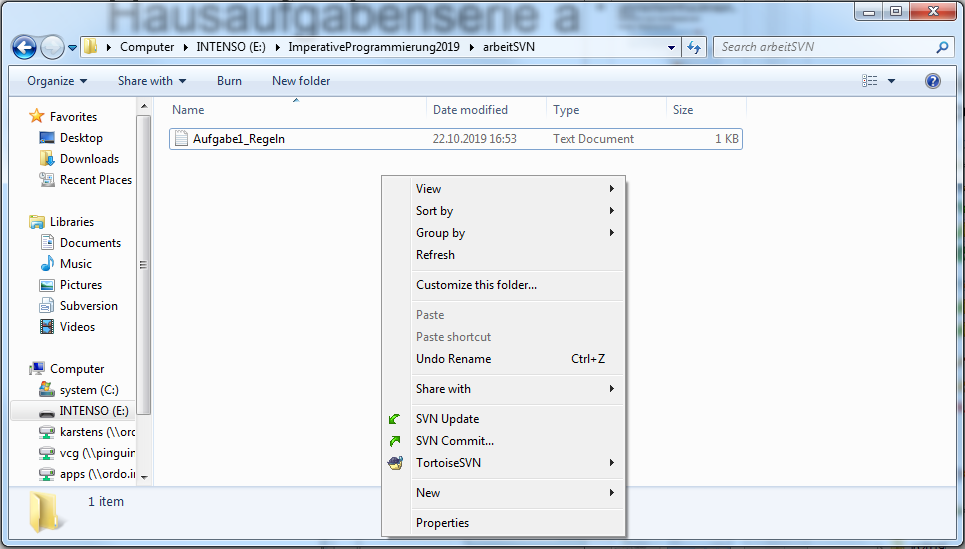 Hausaufgabenserie a
Computer INTENSO (E:) ImperativeProgrammierung2019 arbeitSVN
Search arbeitSVN
Organize Share with Burn New folder
Name Date modified Type Size
Aufgabe1_Regeln 22.10.2019 16:53 Text Document 1 KB
Favorites
Desktop
Downloads
Recent Places
Libraries
Documents
Music
Pictures
Subversion
Videos
Computer
system (C:)
INTENSO (E:)
karstens (\\ord
vcg (\\pinguin
apps (\\ordo.in
View
Sort by
Group by
Refresh
Customize this folder...
Paste
Paste shortcut
Undo Rename Ctrl+Z
Share with
SVN Update
SVN Commit...
TortoiseSVN
New
Properties
1 item